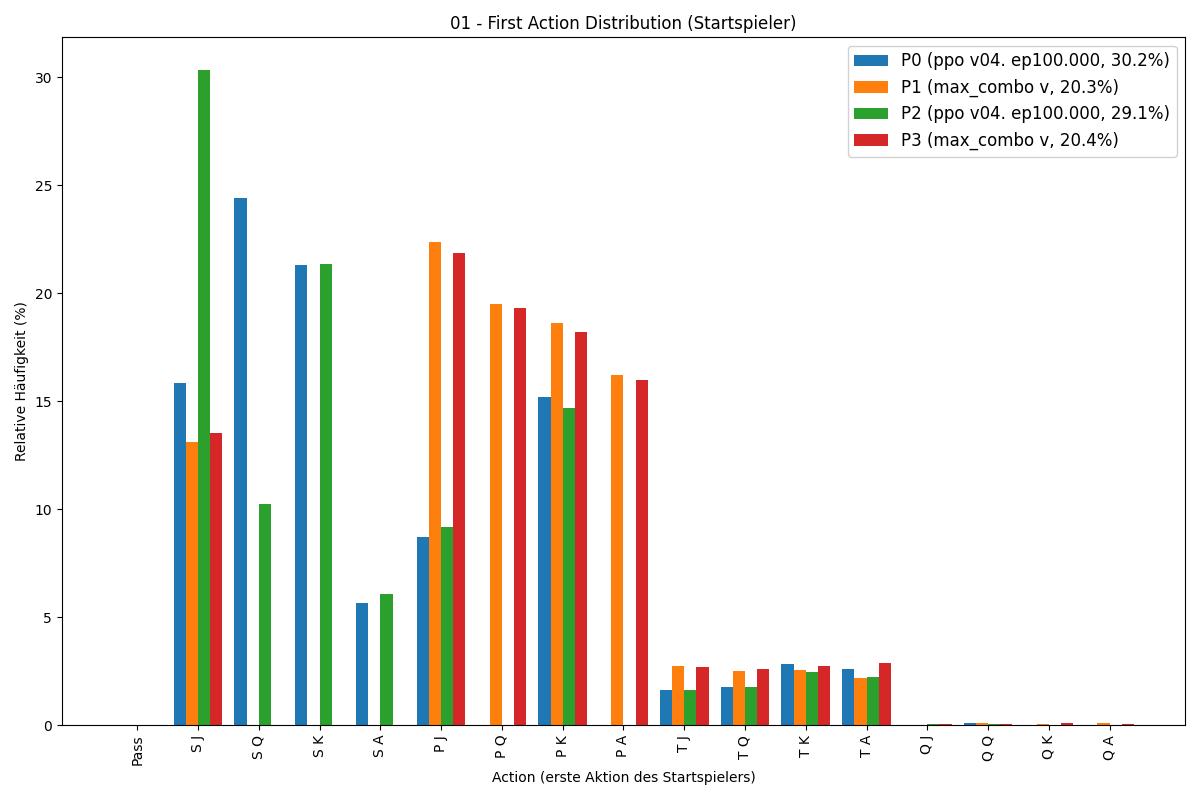 01 - First Action Distribution (Startspieler)
P0 (ppo v04. ep100.000, 30.2%)
P1 (max_combo v, 20.3%)
P2 (ppo v04. ep100.000, 29.1%)
P3 (max_combo v, 20.4%)
Relative Häufigkeit (%)
30
25
20
15
10
5
0
Pass
S J
S Q
S K
S A
P J
P Q
P K
P A
T J
T Q
T K
T A
Q J
Q Q
Q K
Q A
Action (erste Aktion des Startspielers)